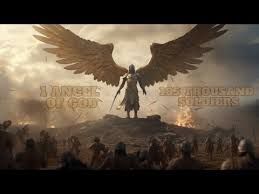 1 ANGEL
OF GOD
185 THOUSAND
SOLDIERS